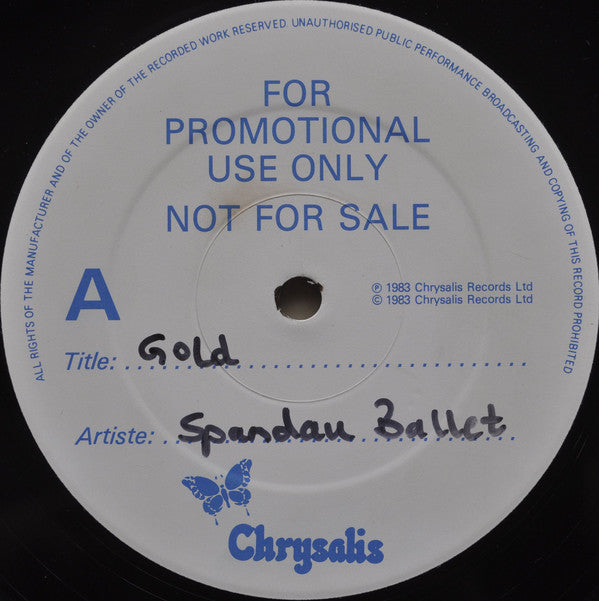 ALL RIGHTS OF THE MANUFACTURER AND OF THE OWNER OF THE RECORDED WORK RESERVED. UNAUTHORISED PUBLIC PERFORMANCE BROADCASTING AND COPYING OF THIS RECORD PROHIBITED
FOR
PROMOTIONAL
USE ONLY
NOT FOR SALE
A
℗ 1983 Chrysalis Records Ltd
© 1983 Chrysalis Records Ltd
Title: Gold
Artiste: Spandau Ballet
Chrysalis